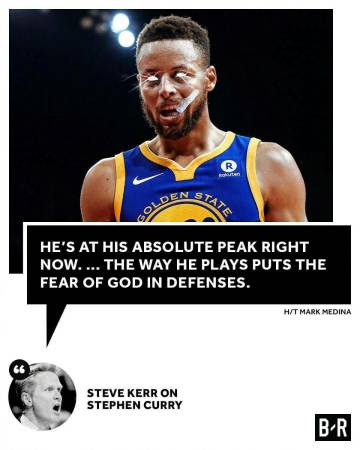 Rakuten
GOLDEN STATE
HE'S AT HIS ABSOLUTE PEAK RIGHT
NOW. ... THE WAY HE PLAYS PUTS THE
FEAR OF GOD IN DEFENSES.
H/T MARK MEDINA
STEVE KERR ON
STEPHEN CURRY
B·R